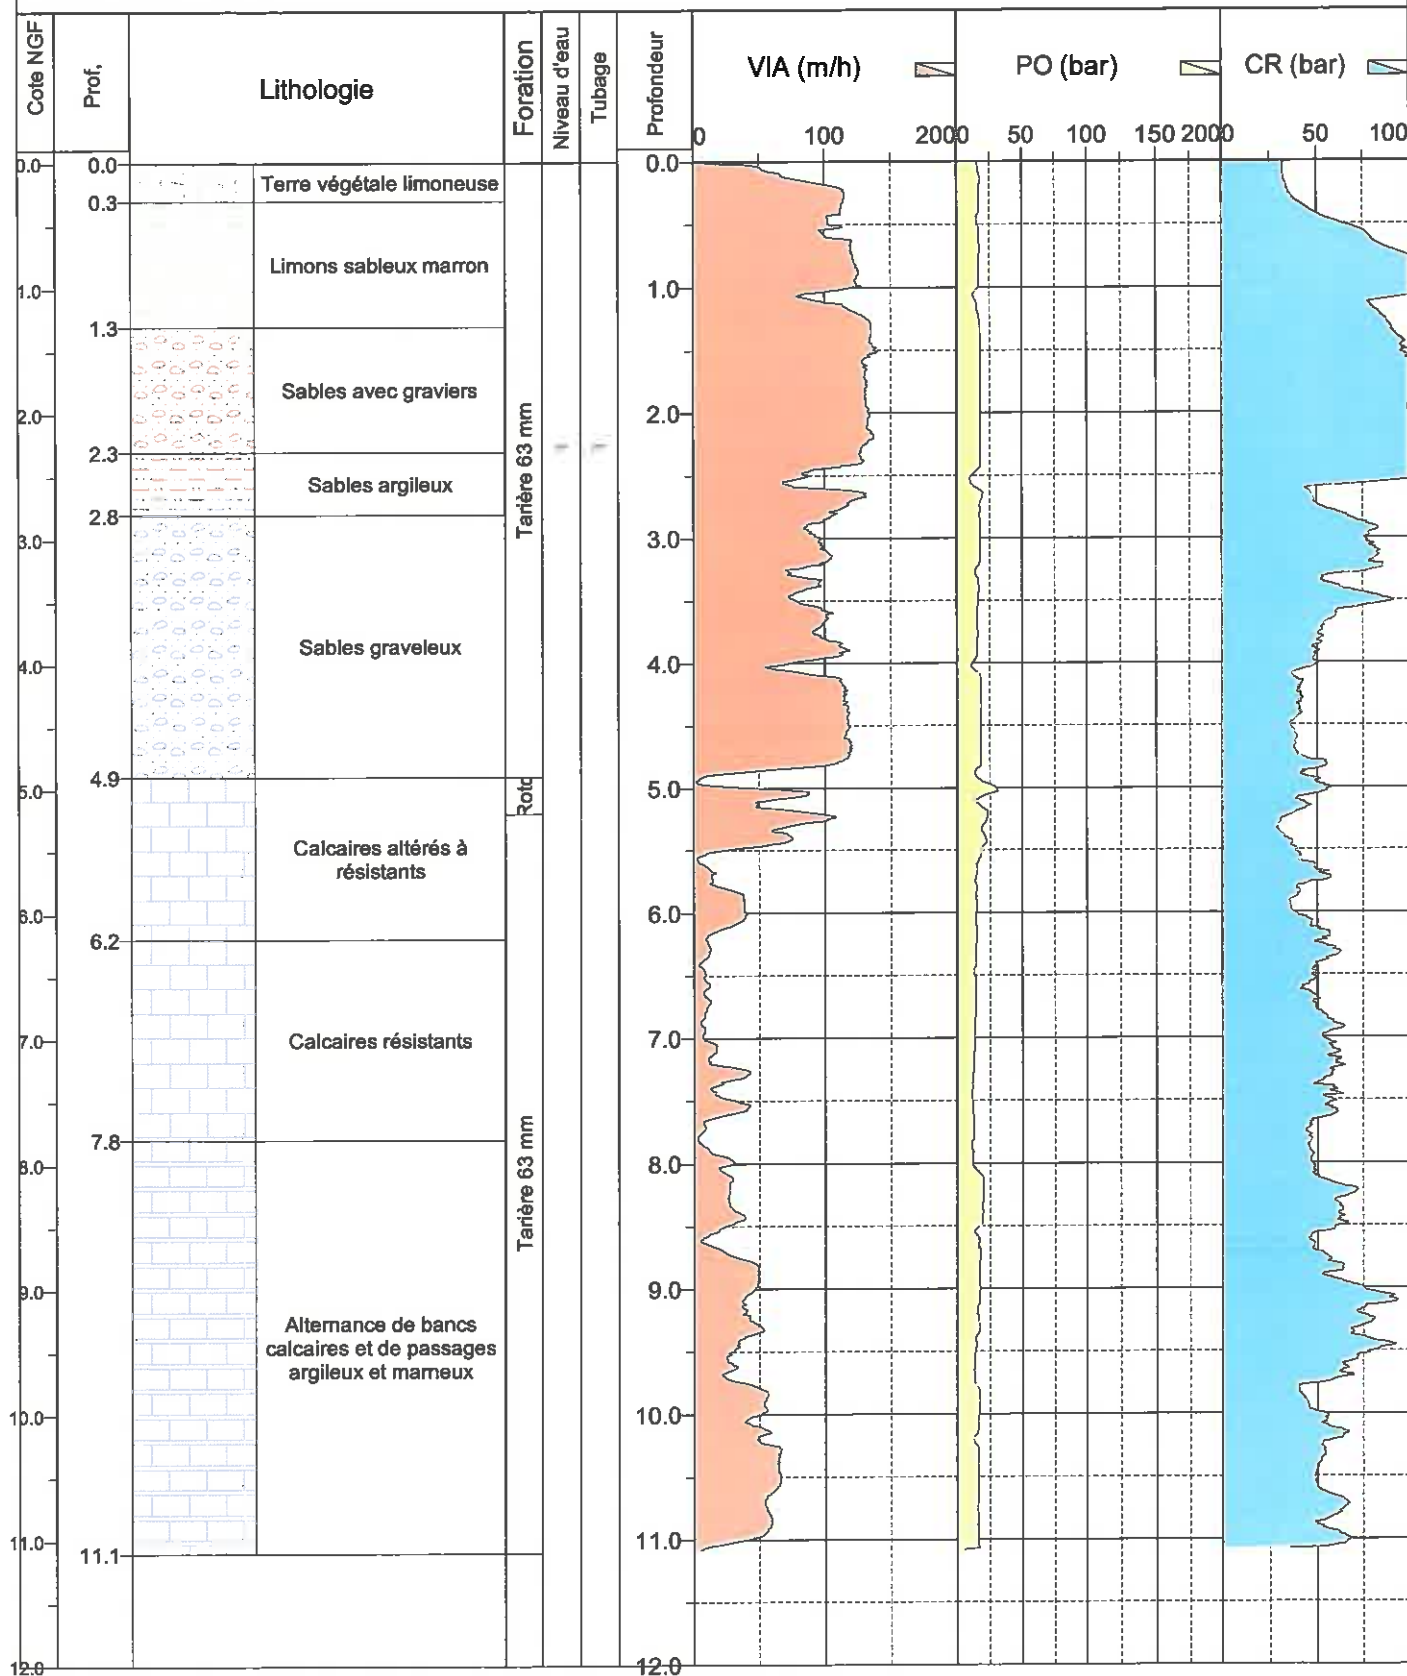 Cote NGF
Prof,
Lithologie
Foration
Niveau d'eau
Tubage
Profondeur
VIA (m/h)
PO (bar)
CR (bar)
0 100 200
0 50 100 150 200
0 50 100
0.0
1.0
2.0
3.0
4.0
5.0
6.0
7.0
8.0
9.0
10.0
11.0
12.0
0.0
Terre végétale limoneuse
0.3
Limons sableux marron
1.3
Sables avec graviers
2.3
Sables argileux
2.8
Sables graveleux
4.9
Calcaires altérés à
résistants
6.2
Calcaires résistants
7.8
Alternance de bancs
calcaires et de passages
argileux et marneux
11.1
Tarière 63 mm
Roto
Tarière 63 mm
0.0
1.0
2.0
3.0
4.0
5.0
6.0
7.0
8.0
9.0
10.0
11.0
12.0